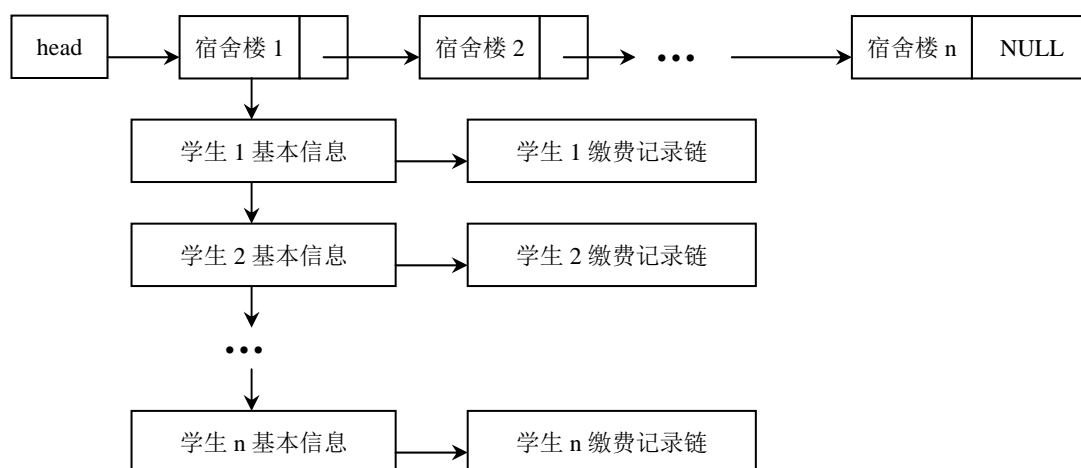 head
宿舍楼 1
宿舍楼 2
•••
宿舍楼 n
NULL
学生 1 基本信息
学生 1 缴费记录链
学生 2 基本信息
学生 2 缴费记录链
•••
学生 n 基本信息
学生 n 缴费记录链